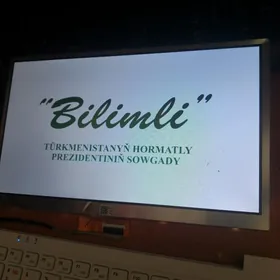 "Bilimli"
TÜRKMENISTANYŇ HORMATLY
PREZIDENTINIŇ SOWGADY